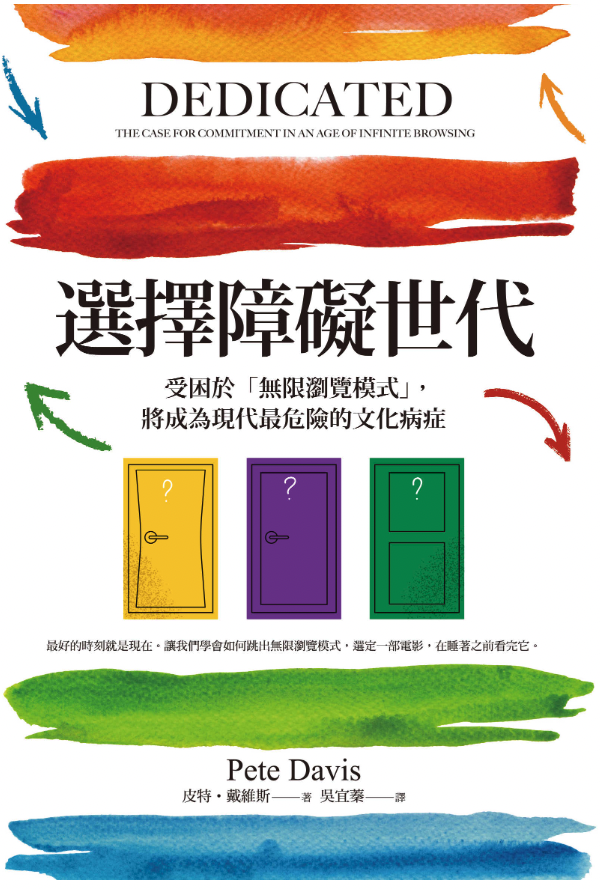 DEDICATED
THE CASE FOR COMMITMENT IN AN AGE OF INFINITE BROWSING
選擇障礙世代
受困於「無限瀏覽模式」，
將成為現代最危險的文化病症
? ? ?
最好的時刻就是現在。讓我們學會如何跳出無限瀏覽模式，選定一部電影，在睡著之前看完它。
Pete Davis
皮特・戴維斯——著 吳宜蓁——譯